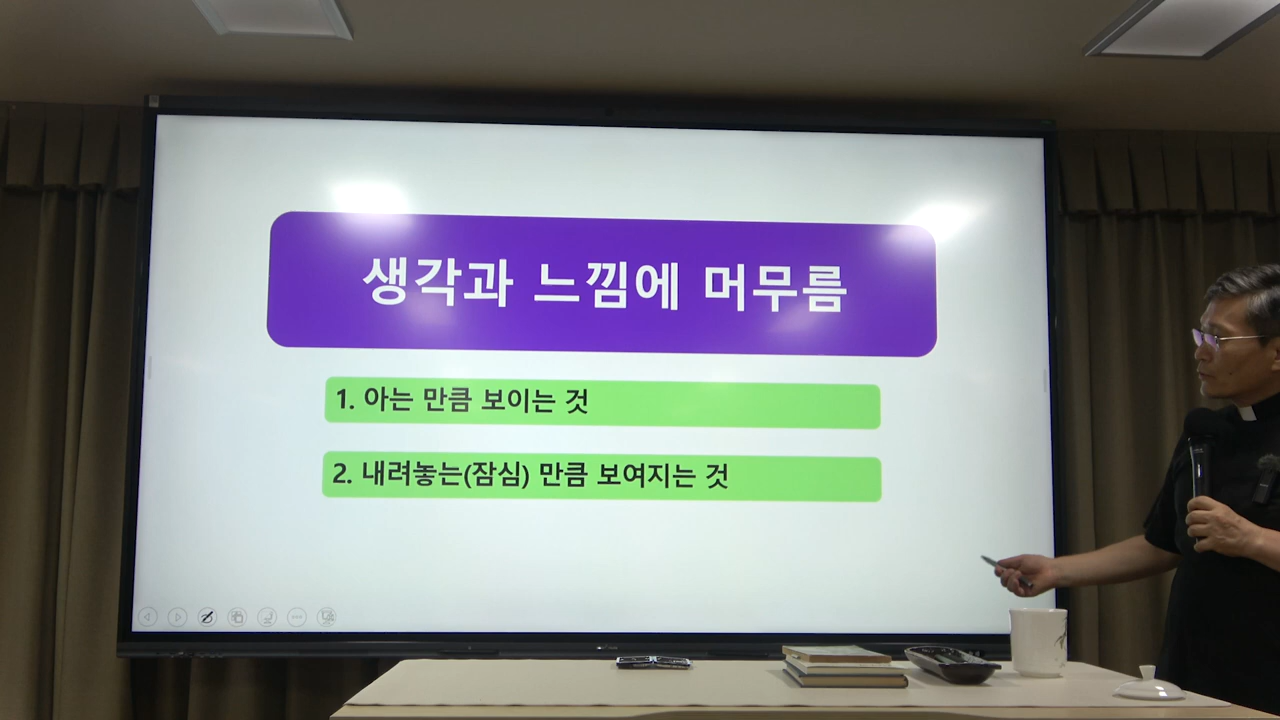 생각과 느낌에 머무름
1. 아는 만큼 보이는 것
2. 내려놓는(잠심) 만큼 보여지는 것